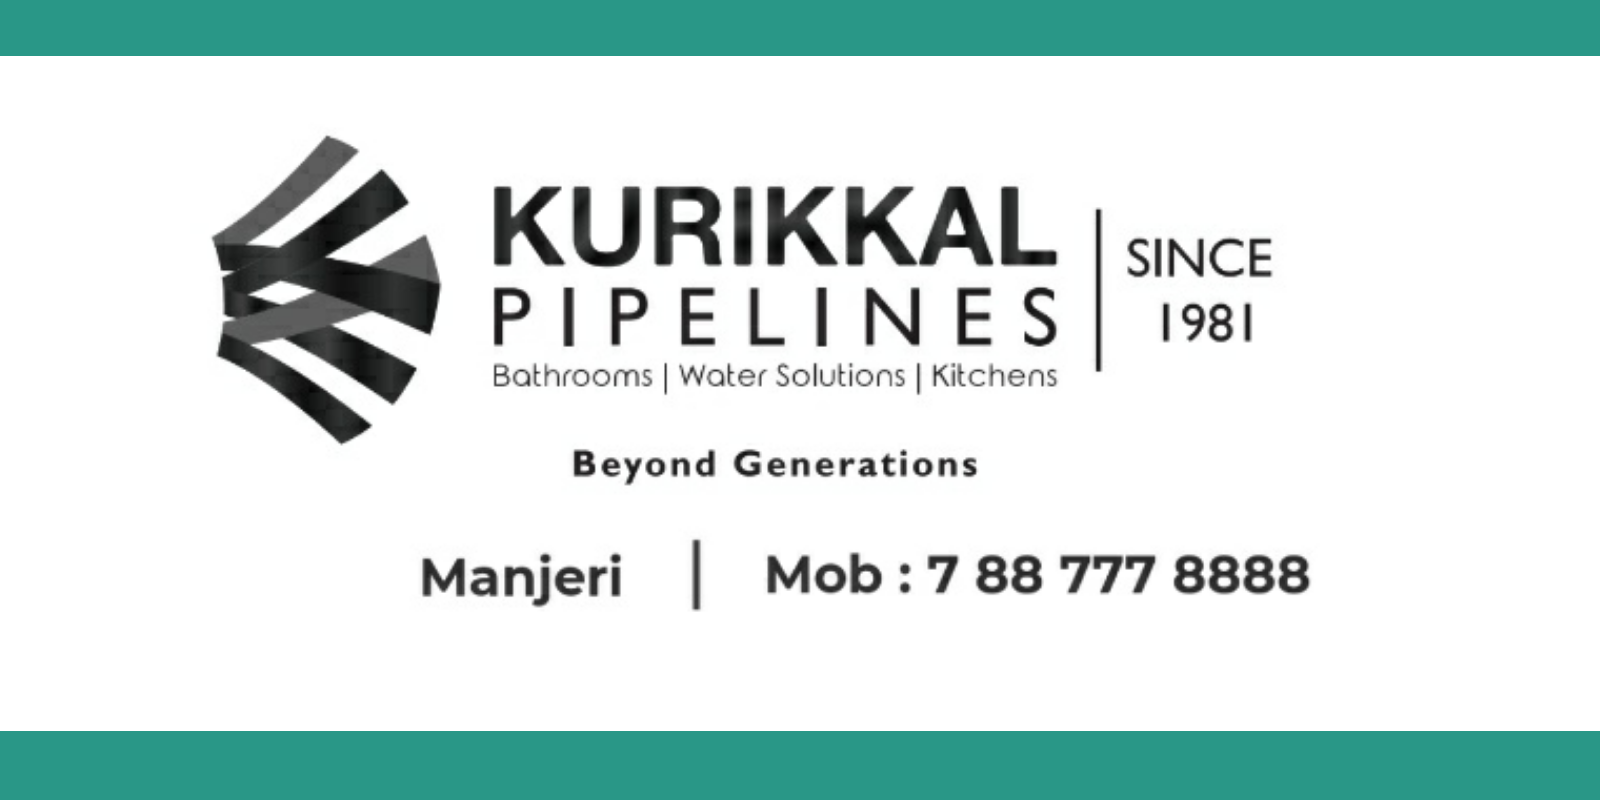 KURIKKAL
PIPELINES
Bathrooms | Water Solutions | Kitchens
SINCE
1981
Beyond Generations
Manjeri | Mob : 7 88 777 8888